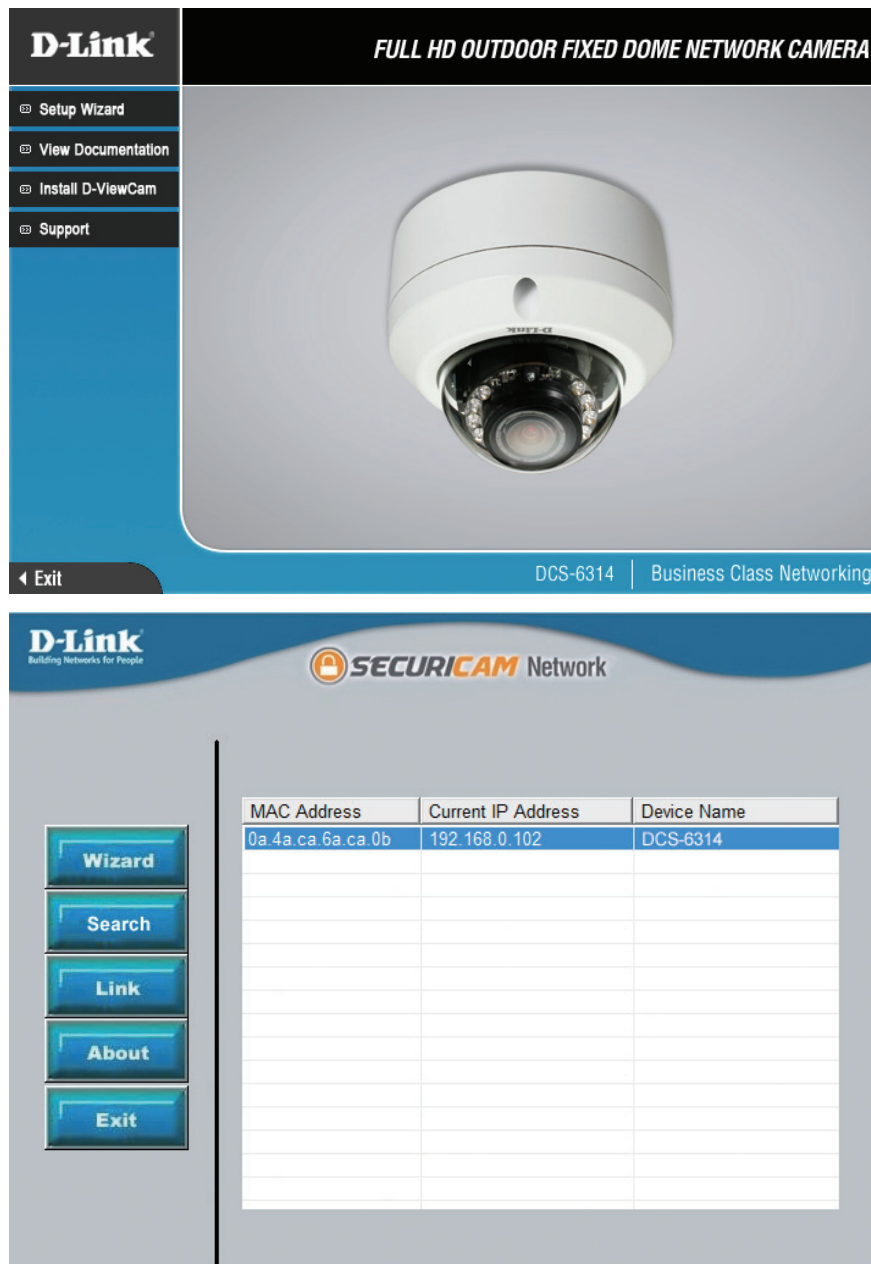 D-Link
FULL HD OUTDOOR FIXED DOME NETWORK CAMERA
Setup Wizard
View Documentation
Install D-ViewCam
Support
D-Link
Exit
DCS-6314 | Business Class Networking
D-Link
Building Networks for People
SECURICAM Network
MAC Address Current IP Address Device Name
0a.4a.ca.6a.ca.0b 192.168.0.102 DCS-6314
Wizard
Search
Link
About
Exit